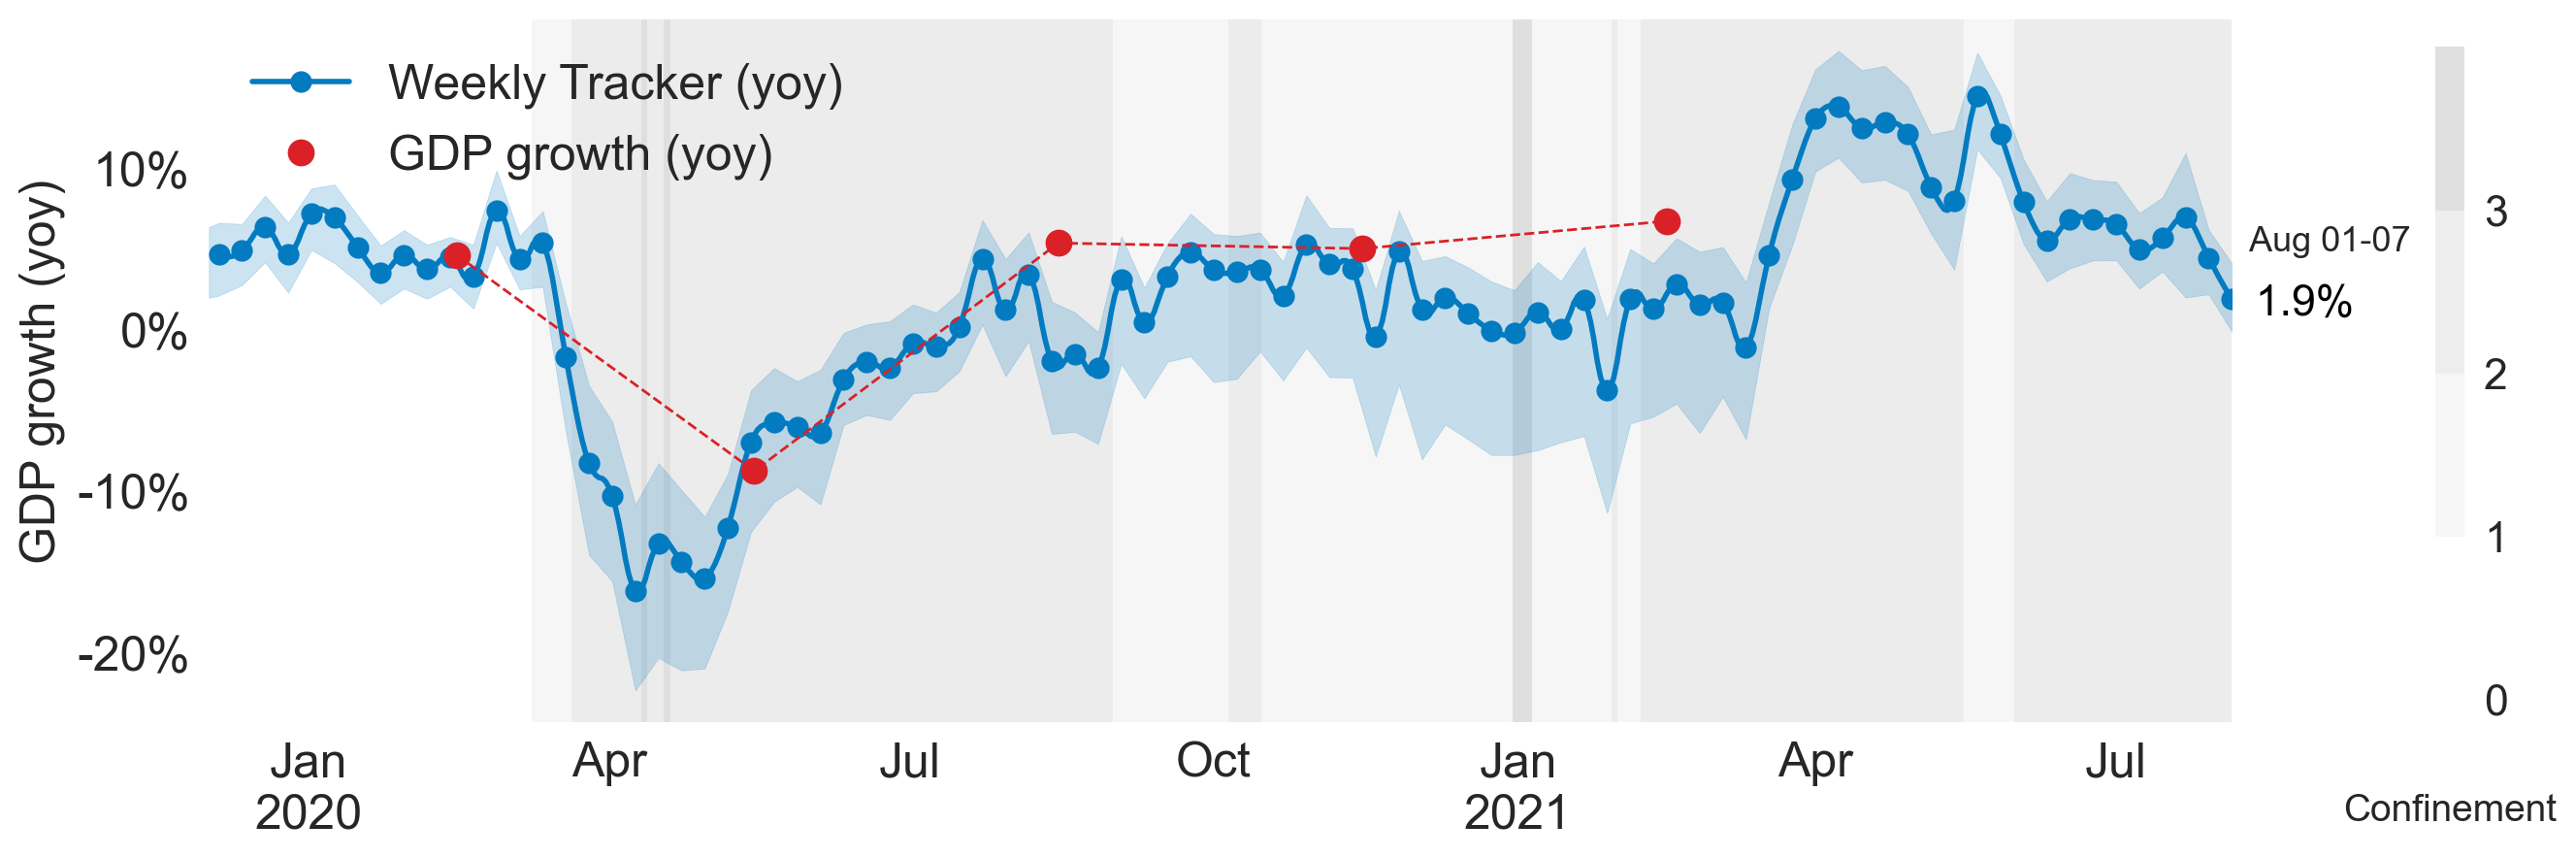 Weekly Tracker (yoy)
GDP growth (yoy)
GDP growth (yoy)
10%
0%
-10%
-20%
Jan
2020
Apr
Jul
Oct
Jan
2021
Apr
Jul
Aug 01-07
1.9%
3
2
1
0
Confinement